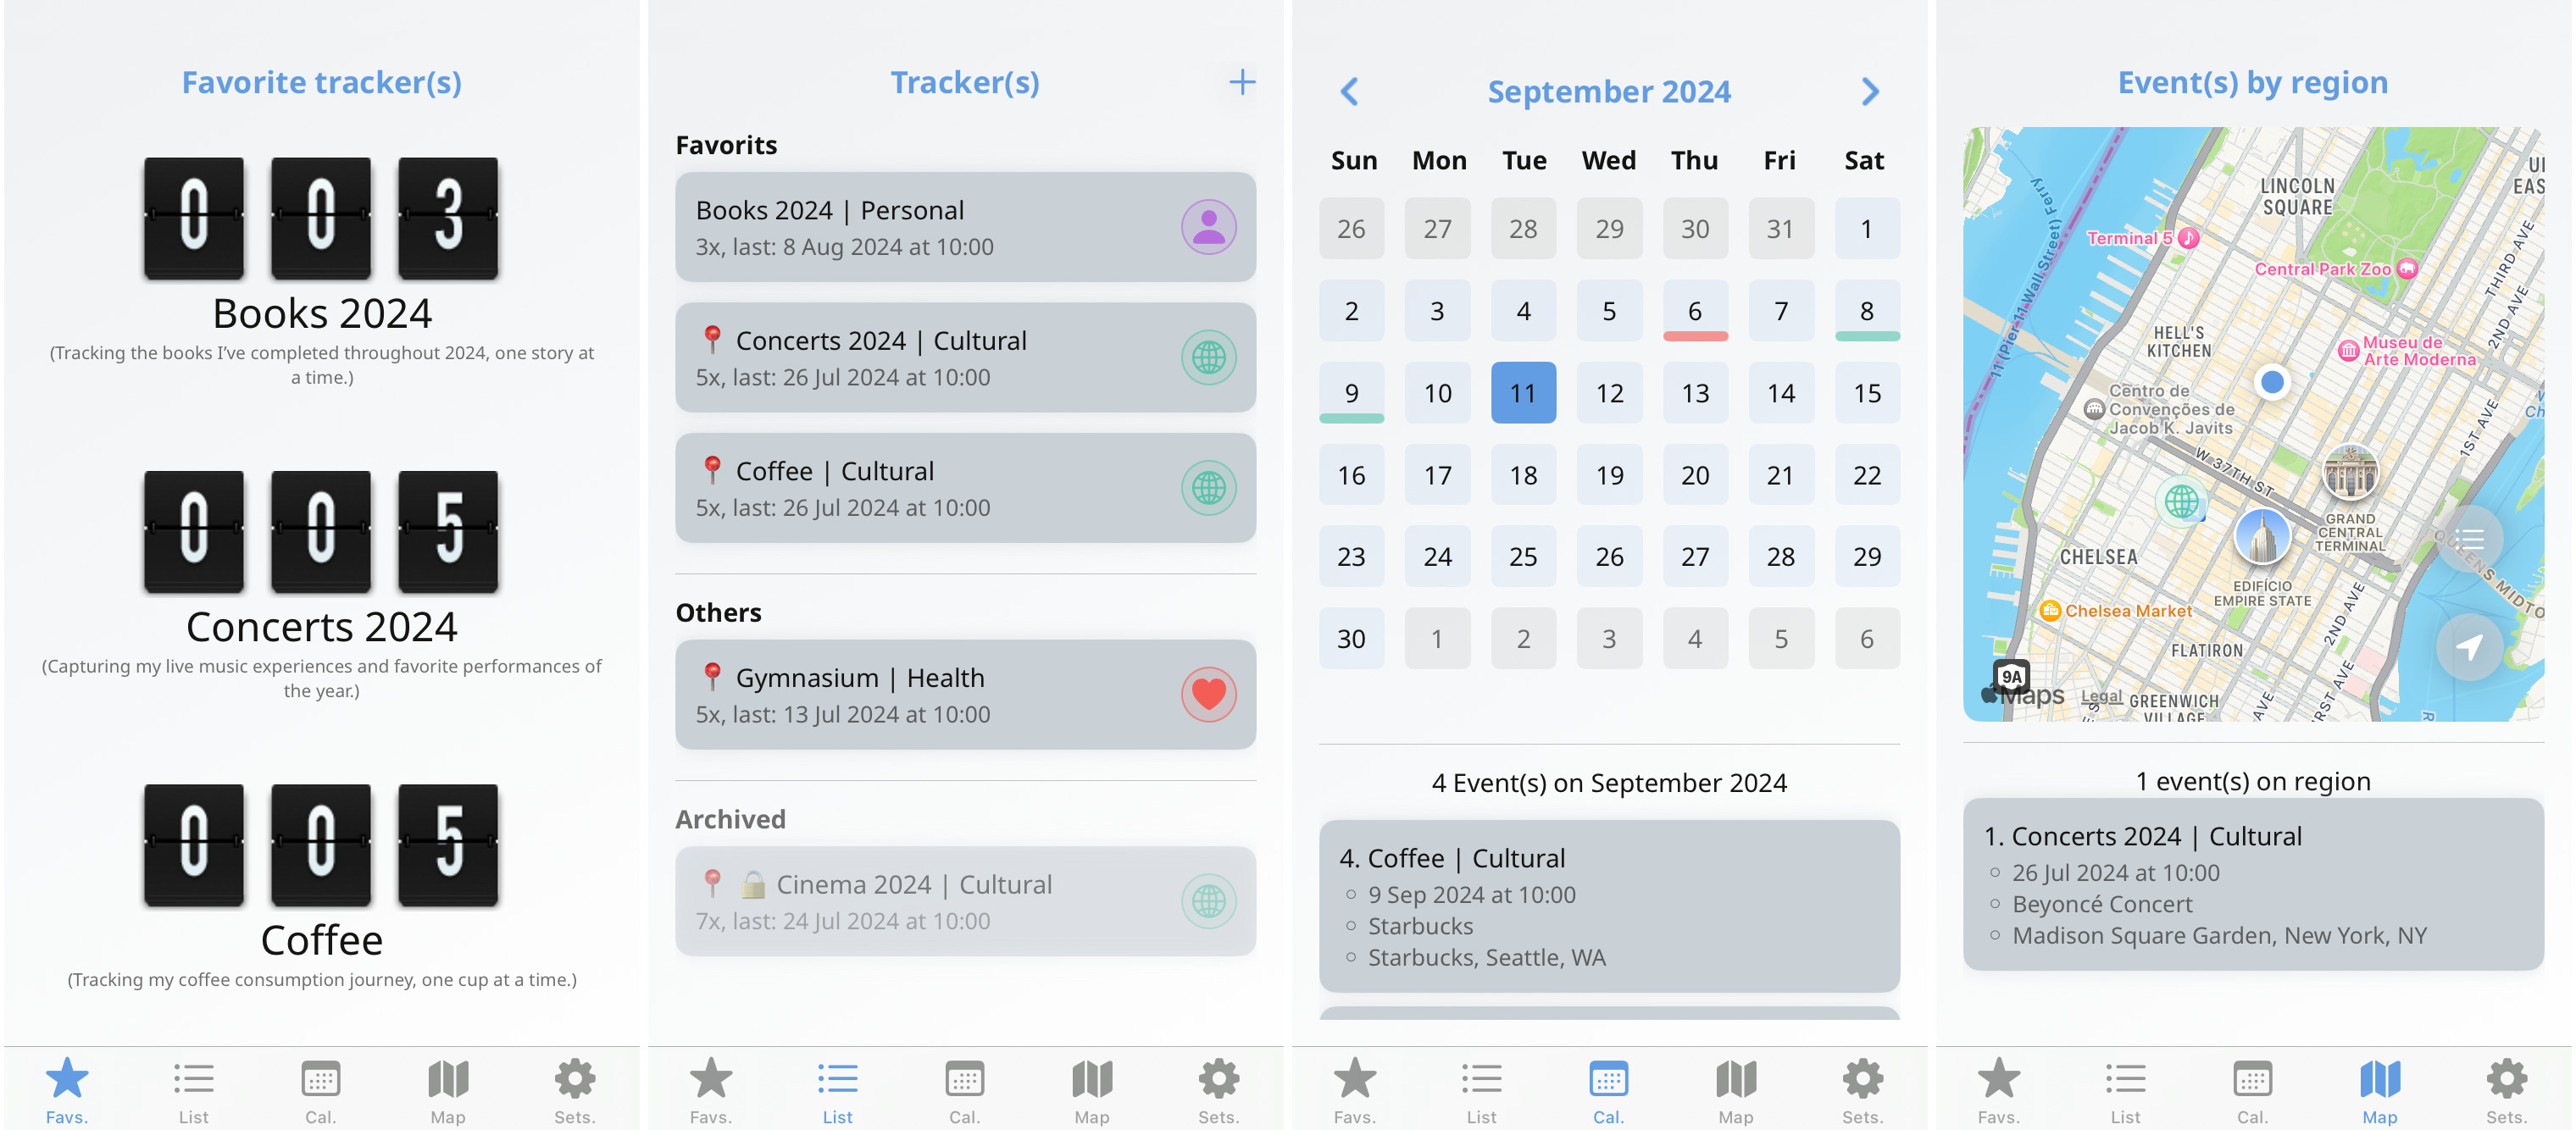 Favorite tracker(s)
0 0 3
Books 2024
(Tracking the books I’ve completed throughout 2024, one story at
a time.)
0 0 5
Concerts 2024
(Capturing my live music experiences and favorite performances of
the year.)
0 0 5
Coffee
(Tracking my coffee consumption journey, one cup at a time.)
Favs. List Cal. Map Sets.
Tracker(s)
Favorits
Books 2024 | Personal
3x, last: 8 Aug 2024 at 10:00
Concerts 2024 | Cultural
5x, last: 26 Jul 2024 at 10:00
Coffee | Cultural
5x, last: 26 Jul 2024 at 10:00
Others
Gymnasium | Health
5x, last: 13 Jul 2024 at 10:00
Archived
Cinema 2024 | Cultural
7x, last: 24 Jul 2024 at 10:00
Favs. List Cal. Map Sets.
September 2024
Sun Mon Tue Wed Thu Fri Sat
26 27 28 29 30 31 1
2 3 4 5 6 7 8
9 10 11 12 13 14 15
16 17 18 19 20 21 22
23 24 25 26 27 28 29
30 1 2 3 4 5 6
4 Event(s) on September 2024
4. Coffee | Cultural
9 Sep 2024 at 10:00
Starbucks
Starbucks, Seattle, WA
Favs. List Cal. Map Sets.
Event(s) by region
LINCOLN
SQUARE
Terminal 5
Central Park Zoo
THIRD AVE
2ND AVE
11 (Pier 11 Wall Street) Ferry
HELL'S
KITCHEN
Museu de
Arte Moderna
Centro de
Convenções de
Jacob K. Javits
1ST AVE
W 37TH ST
GRAND
CENTRAL
TERMINAL
CHELSEA
EDIFÍCIO
EMPIRE STATE
Chelsea Market
2ND AVE
FLATIRON
9A
Maps
Legal
GREENWICH
VILLAGE
1 event(s) on region
1. Concerts 2024 | Cultural
26 Jul 2024 at 10:00
Beyoncé Concert
Madison Square Garden, New York, NY
Favs. List Cal. Map Sets.